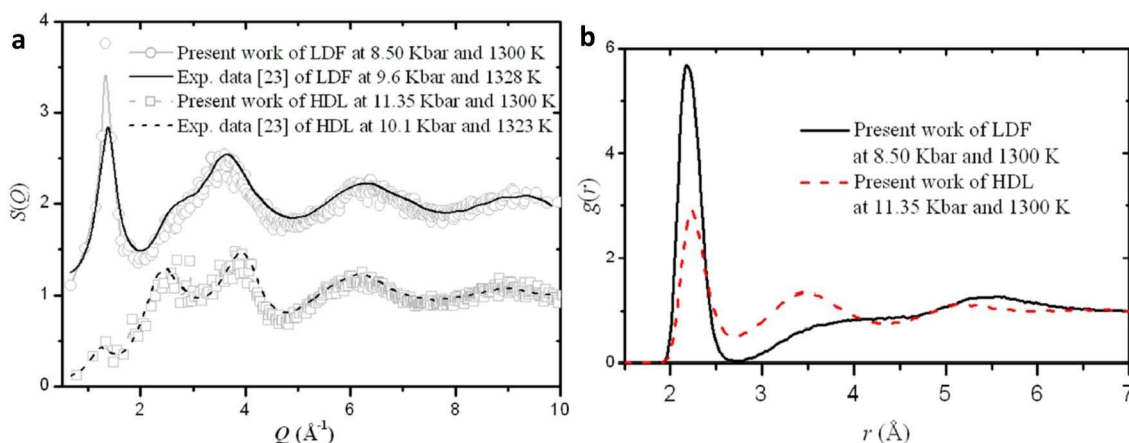 a
4
3
2
1
0
S(Q)
Present work of LDF at 8.50 Kbar and 1300 K
Exp. data [23] of LDF at 9.6 Kbar and 1328 K
Present work of HDL at 11.35 Kbar and 1300 K
Exp. data [23] of HDL at 10.1 Kbar and 1323 K
2 4 6 8 10
Q (Å⁻¹)
b
6
4
2
0
g(r)
Present work of LDF
at 8.50 Kbar and 1300 K
Present work of HDL
at 11.35 Kbar and 1300 K
2 3 4 5 6 7
r (Å)